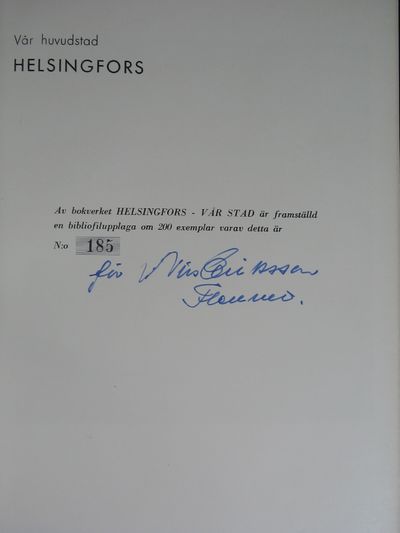 Vår huvudstad
HELSINGFORS
Av bokverket HELSINGFORS - VÅR STAD är framställd
en bibliofilupplaga om 200 exemplar varav detta är
N:o 185
för Eriksson